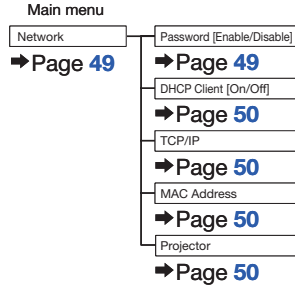 Main menu
Network
➡Page 49
Password [Enable/Disable]
➡Page 49
DHCP Client [On/Off]
➡Page 50
TCP/IP
➡Page 50
MAC Address
➡Page 50
Projector
➡Page 50